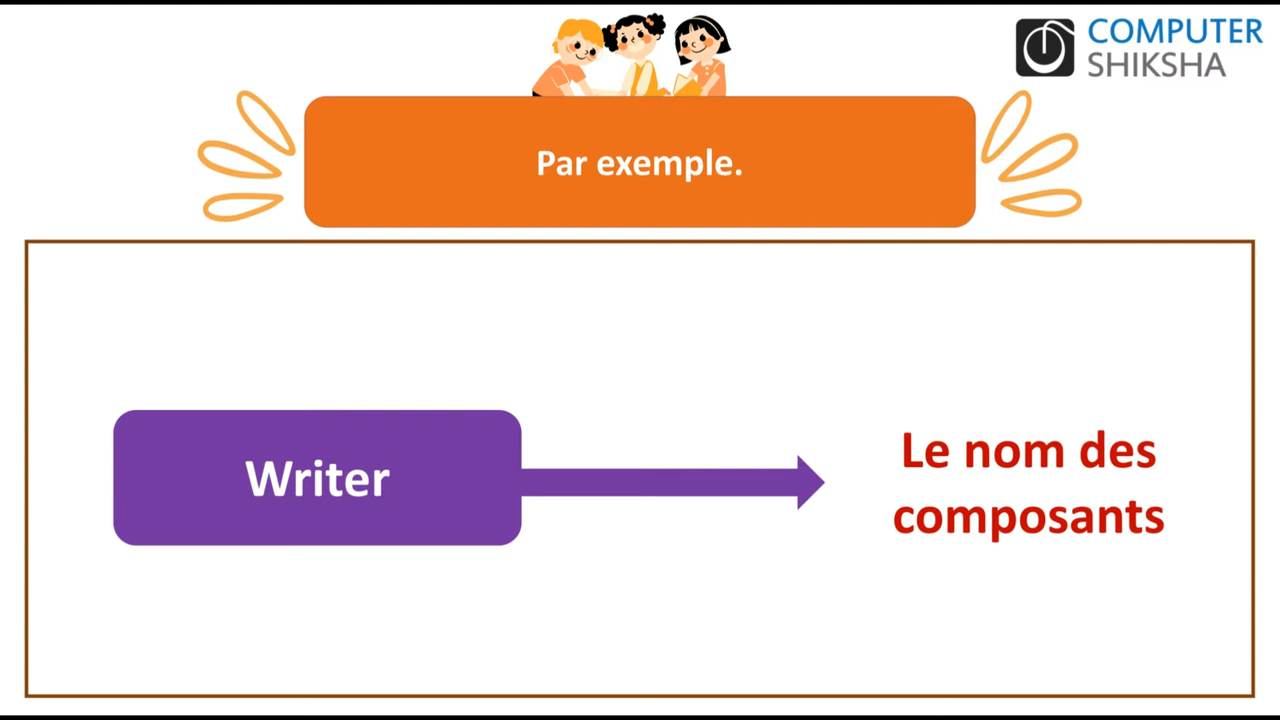 COMPUTER
SHIKSHA
Par exemple.
Writer
Le nom des
composants